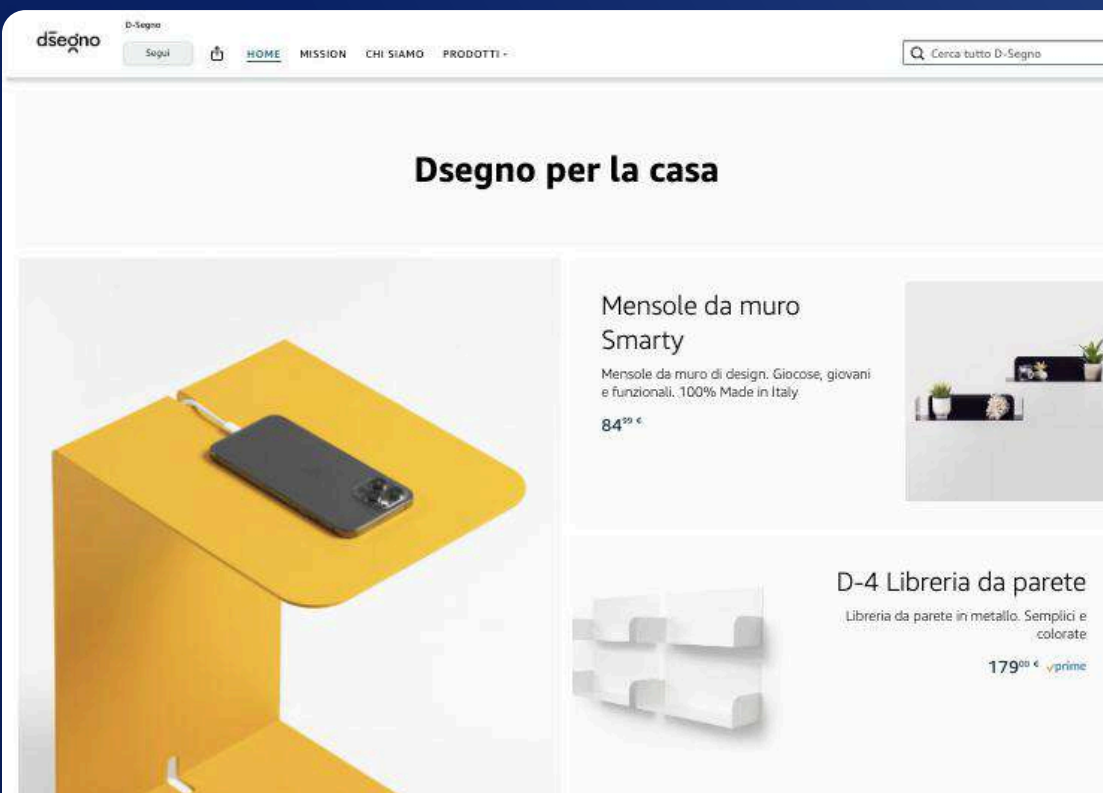 dsegno
D-Segno
Segui
HOME MISSION CHI SIAMO PRODOTTI
Cerca tutto D-Segno
Dsegno per la casa
Mensole da muro
Smarty
Mensole da muro di design. Giocose, giovani
e funzionali. 100% Made in Italy
84,99 €
D-4 Libreria da parete
Libreria da parete in metallo. Semplici e
colorate
179,00 € prime